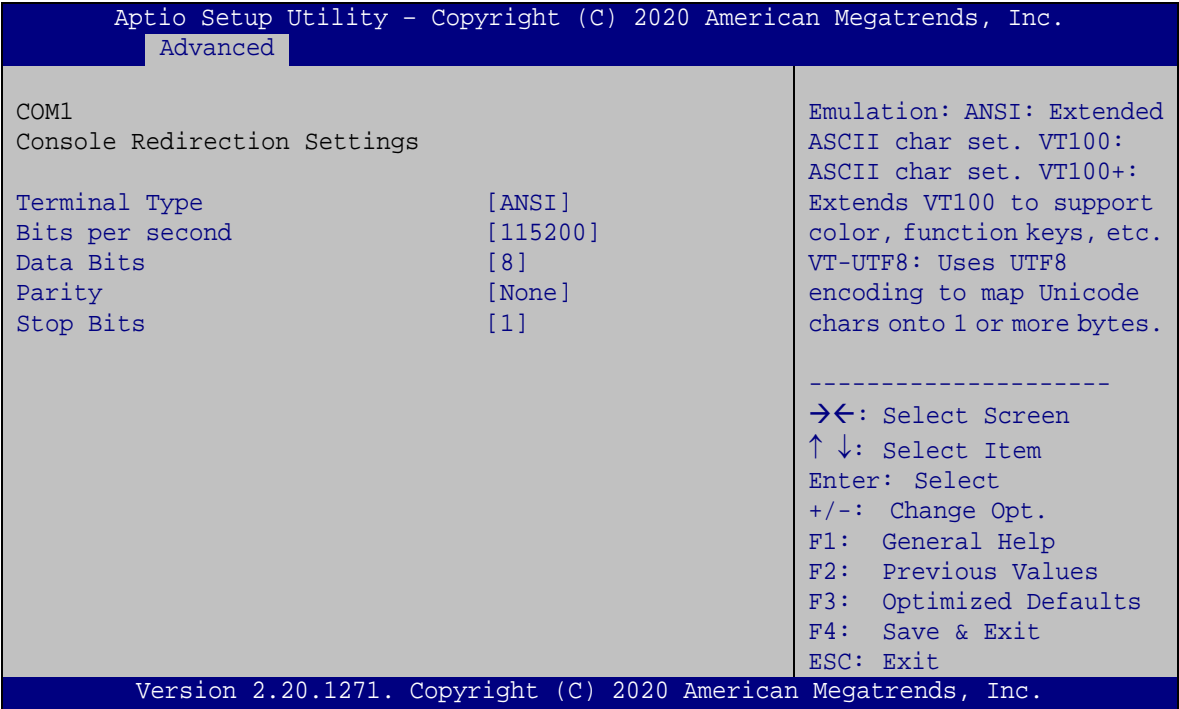 Aptio Setup Utility – Copyright (C) 2020 American Megatrends, Inc.
Advanced
COM1
Console Redirection Settings
Terminal Type [ANSI]
Bits per second [115200]
Data Bits [8]
Parity [None]
Stop Bits [1]
Emulation: ANSI: Extended
ASCII char set. VT100:
ASCII char set. VT100+:
Extends VT100 to support
color, function keys, etc.
VT-UTF8: Uses UTF8
encoding to map Unicode
chars onto 1 or more bytes.
---------------------
→←: Select Screen
↑ ↓: Select Item
Enter: Select
+/-: Change Opt.
F1: General Help
F2: Previous Values
F3: Optimized Defaults
F4: Save & Exit
ESC: Exit
Version 2.20.1271. Copyright (C) 2020 American Megatrends, Inc.